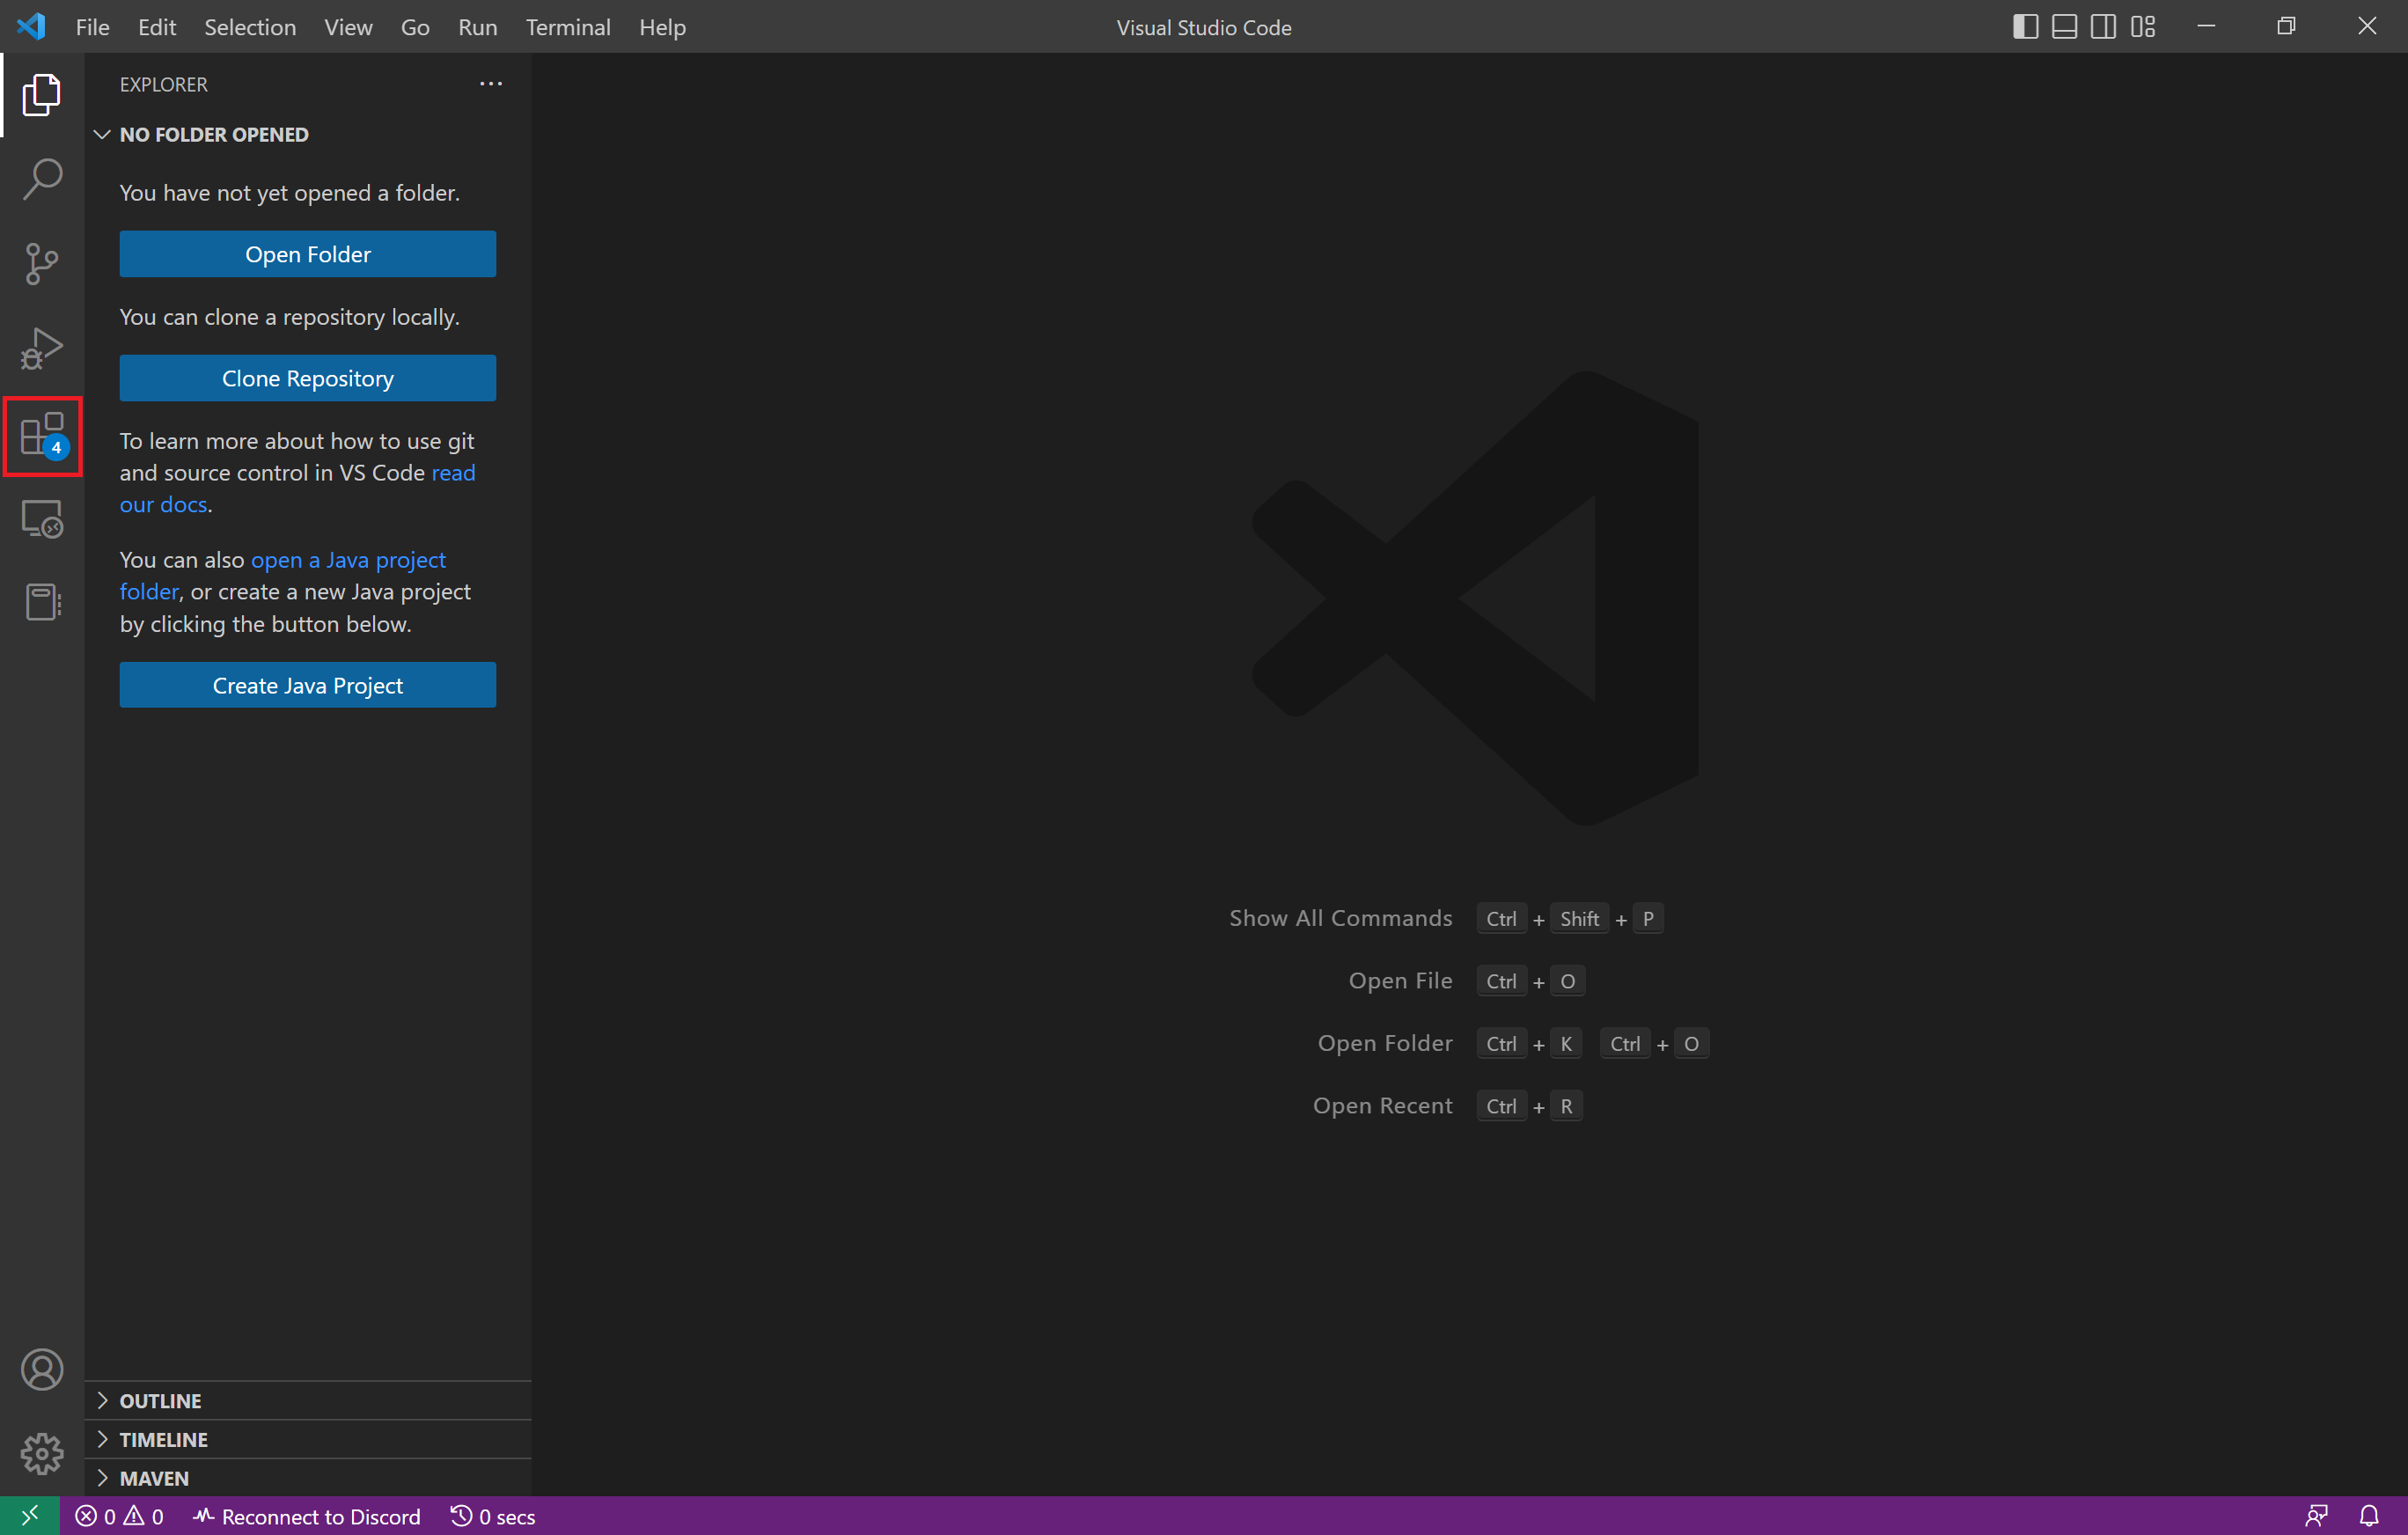 File Edit Selection View Go Run Terminal Help
Visual Studio Code
EXPLORER
NO FOLDER OPENED
You have not yet opened a folder.
Open Folder
You can clone a repository locally.
Clone Repository
To learn more about how to use git
and source control in VS Code read
our docs.
You can also open a Java project
folder, or create a new Java project
by clicking the button below.
Create Java Project
4
Show All Commands Ctrl + Shift + P
Open File Ctrl + O
Open Folder Ctrl + K Ctrl + O
Open Recent Ctrl + R
OUTLINE
TIMELINE
MAVEN
0 0 Reconnect to Discord 0 secs